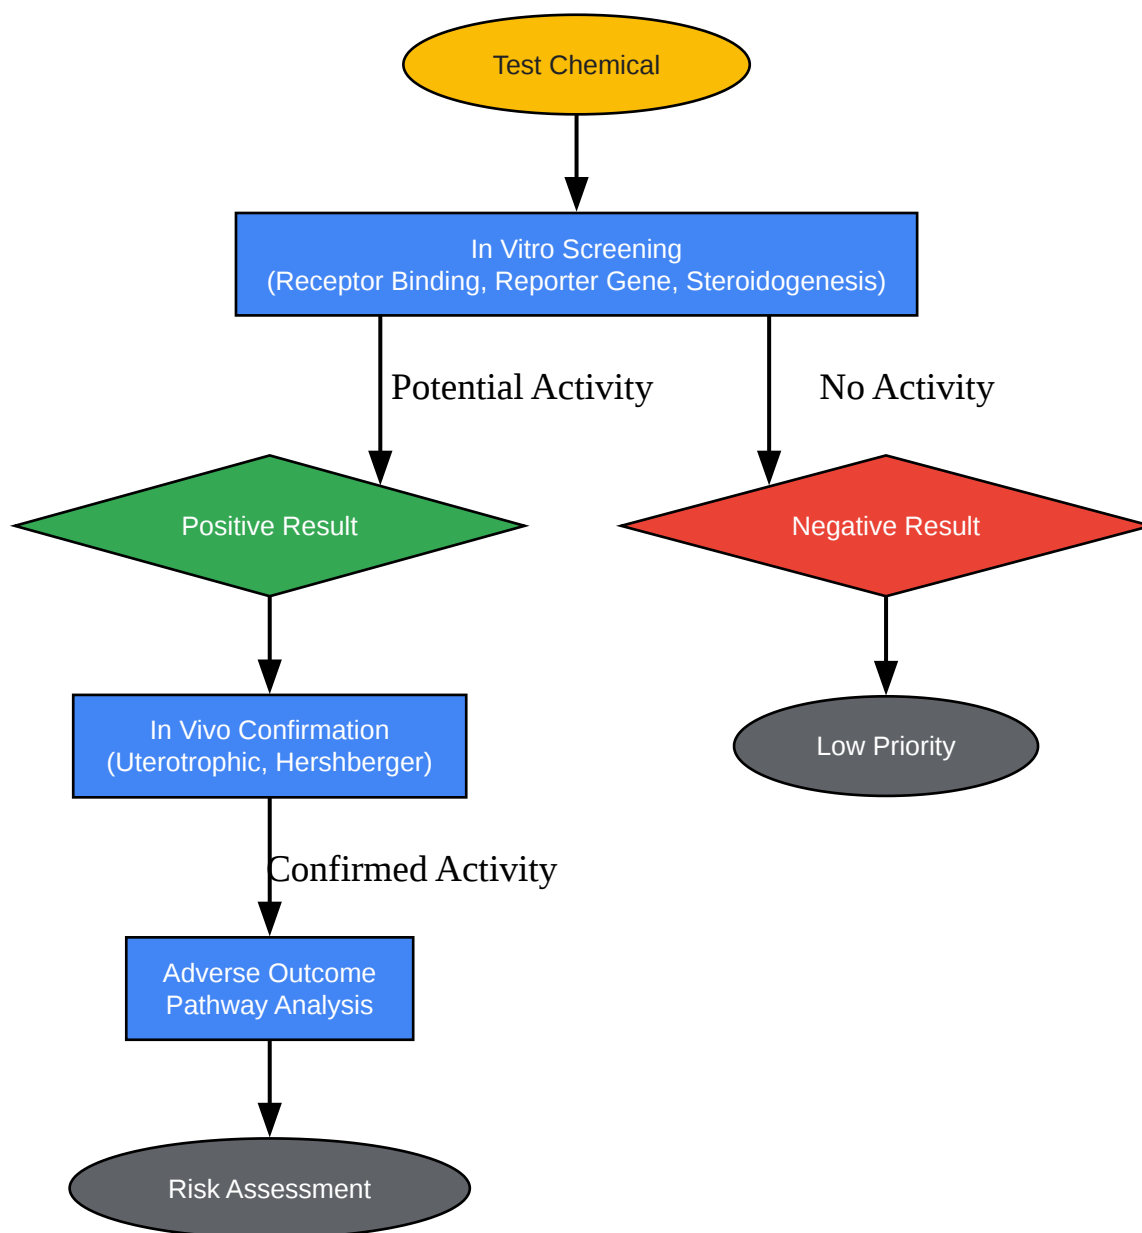 Test Chemical
In Vitro Screening
(Receptor Binding, Reporter Gene, Steroidogenesis)
Potential Activity
No Activity
Positive Result
Negative Result
In Vivo Confirmation
(Uterotrophic, Hershberger)
Low Priority
Confirmed Activity
Adverse Outcome
Pathway Analysis
Risk Assessment